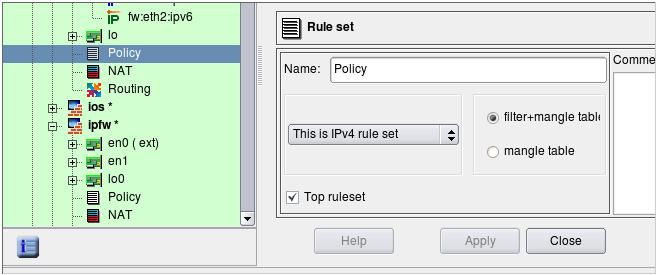 fw:eth2:ipv6
lo
Policy
NAT
Routing
ios *
ipfw *
en0 ( ext)
en1
lo0
Policy
NAT
Rule set
Name: Policy
This is IPv4 rule set
filter+mangle table
mangle table
Top ruleset
Comme
Help
Apply
Close